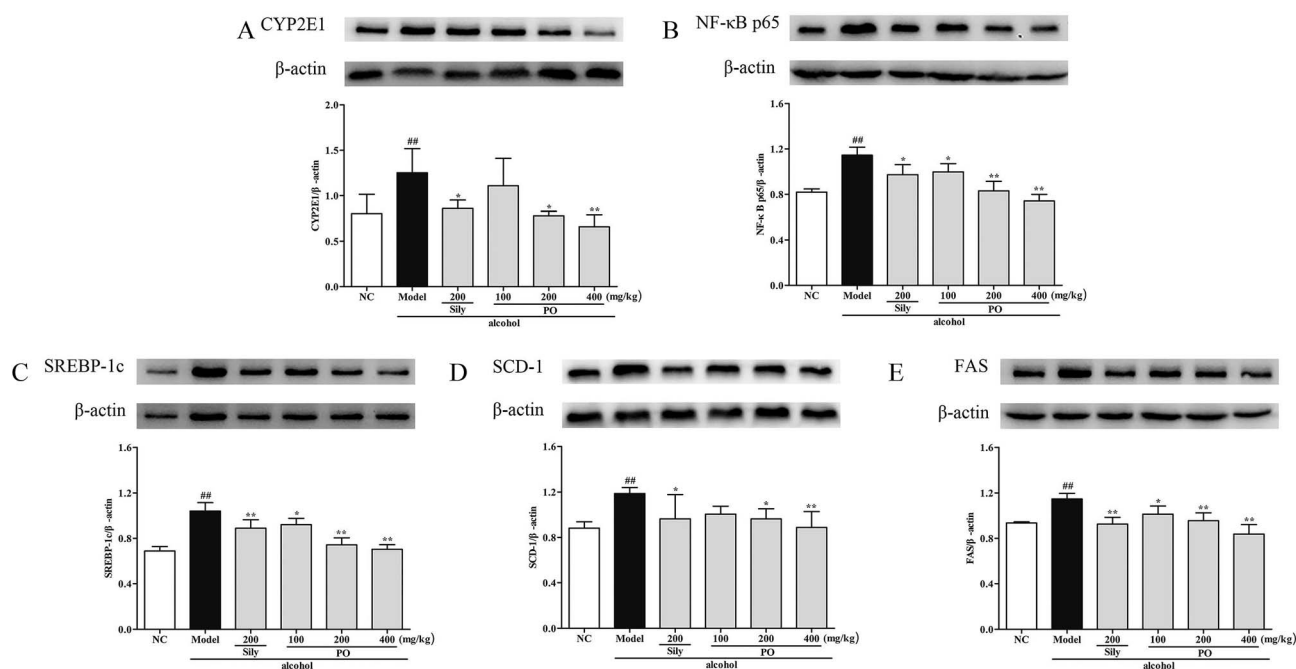 A CYP2E1
β-actin
2.0
1.5
1.0
0.5
0.0
CYP2E1/β -actin
##
*
*
**
NC Model 200 100 200 400 (mg/kg)
Sily PO
alcohol
B NF-κB p65
β-actin
1.6
1.2
0.8
0.4
0.0
NF-κ B p65/β -actin
##
*
*
**
**
NC Model 200 100 200 400 (mg/kg)
Sily PO
alcohol
C SREBP-1c
β-actin
1.6
1.2
0.8
0.4
0.0
SREBP-1c/β -actin
##
**
*
**
**
NC Model 200 100 200 400 (mg/kg)
Sily PO
alcohol
D SCD-1
β-actin
1.6
1.2
0.8
0.4
0.0
SCD-1/β -actin
##
*
*
**
NC Model 200 100 200 400 (mg/kg)
Sily PO
alcohol
E FAS
β-actin
1.6
1.2
0.8
0.4
0.0
FAS/β -actin
##
**
*
**
**
NC Model 200 100 200 400 (mg/kg)
Sily PO
alcohol